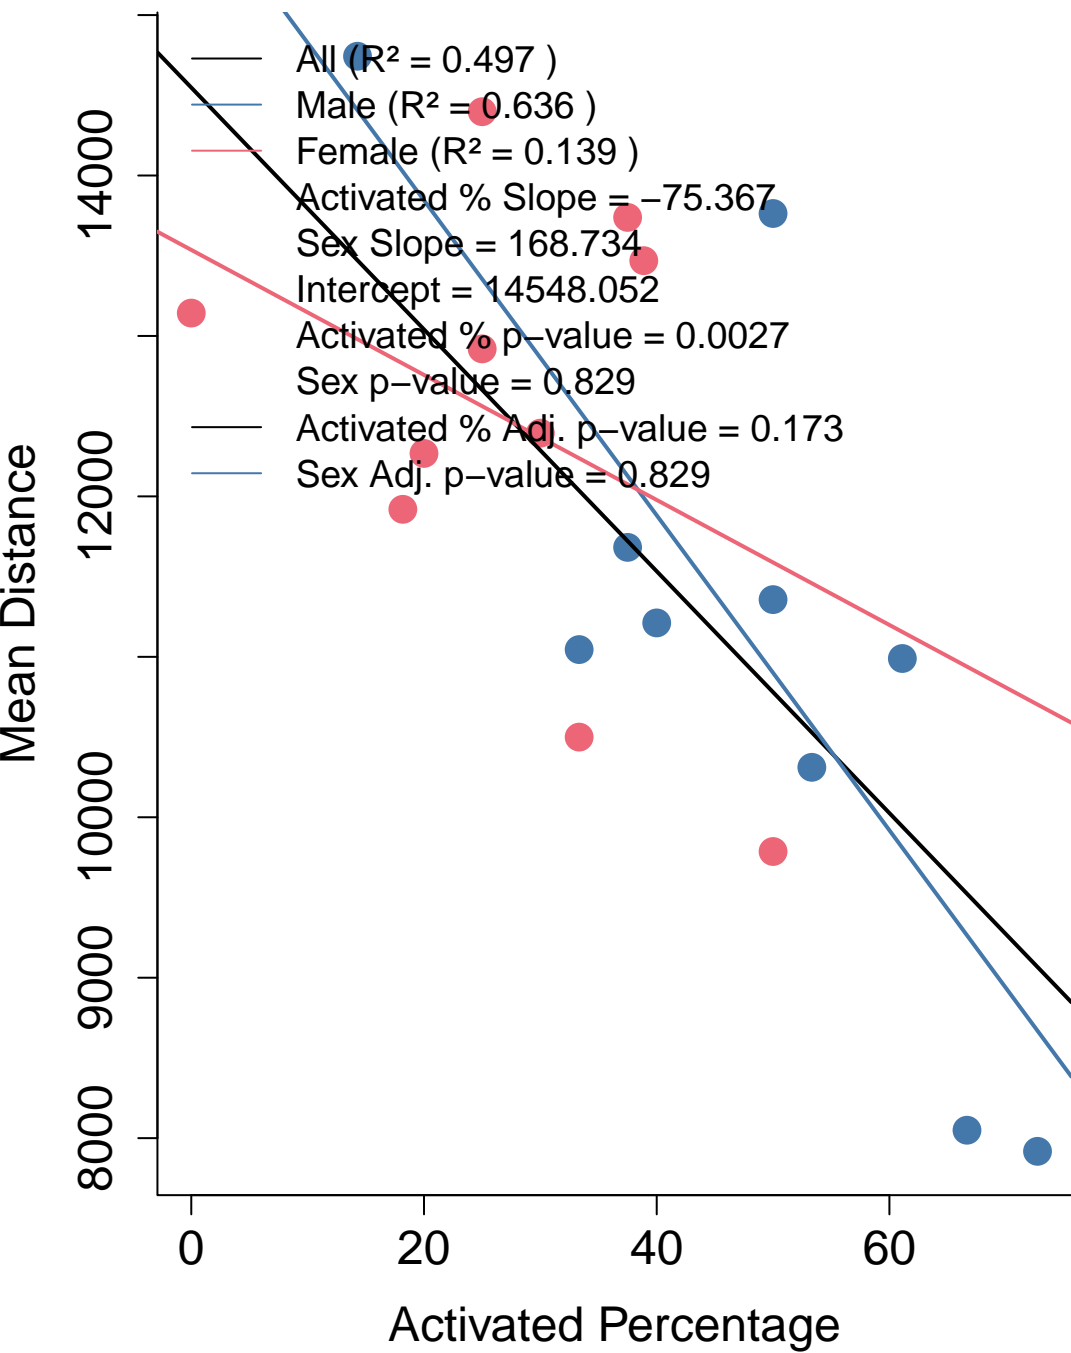 All (R² = 0.497 )
Male (R² = 0.636 )
Female (R² = 0.139 )
Activated % Slope = −75.367
Sex Slope = 168.734
Intercept = 14548.052
Activated % p−value = 0.0027
Sex p−value = 0.829
Activated % Adj. p−value = 0.173
Sex Adj. p−value = 0.829
Mean Distance
14000
12000
10000
9000
8000
0 20 40 60
Activated Percentage